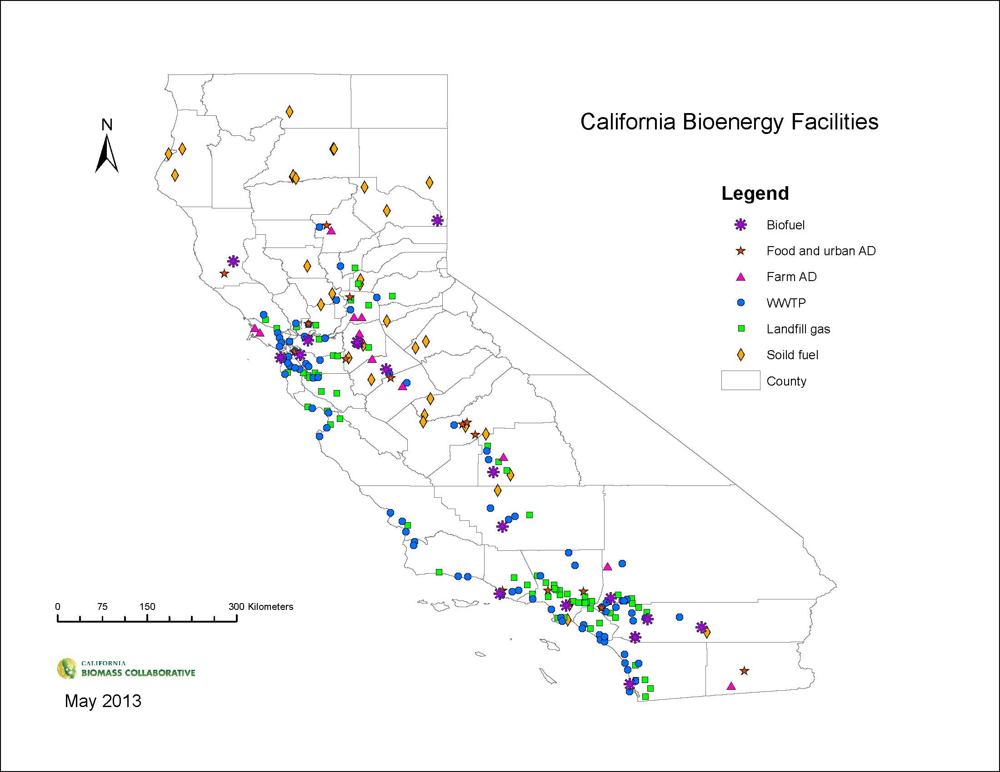 California Bioenergy Facilities
N
Legend
Biofuel
Food and urban AD
Farm AD
WWTP
Landfill gas
Soild fuel
County
0 75 150 300 Kilometers
CALIFORNIA
BIOMASS COLLABORATIVE
May 2013